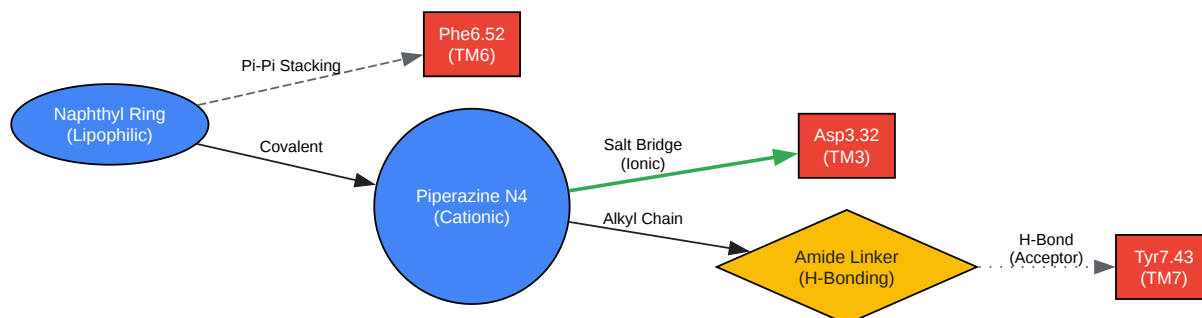 Phe6.52
(TM6)
Pi-Pi Stacking
Naphthyl Ring
(Lipophilic)
Covalent
Piperazine N4
(Cationic)
Salt Bridge
(Ionic)
Asp3.32
(TM3)
Alkyl Chain
Amide Linker
(H-Bonding)
H-Bond
(Acceptor)
Tyr7.43
(TM7)